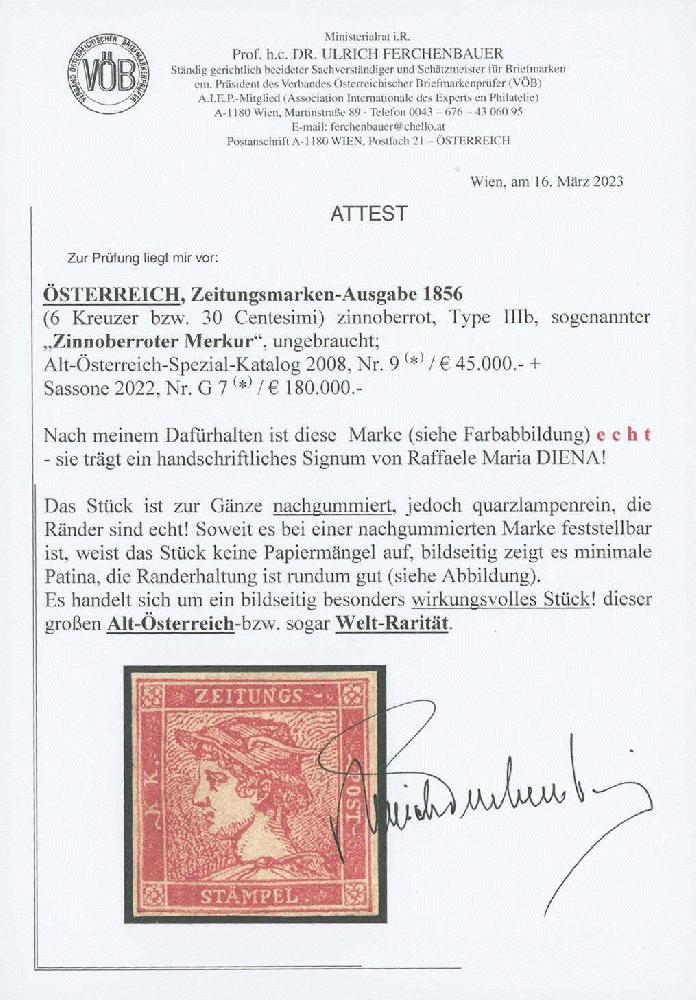 VERBAND ÖSTERREICHISCHER BRIEFMARKENPRÜFER
VÖB
Ministerialrat i.R.
Prof. h.c. DR. ULRICH FERCHENBAUER
Ständig gerichtlich beeideter Sachverständiger und Schätzmeister für Briefmarken
em. Präsident des Verbandes Österreichischer Briefmarkenprüfer (VÖB)
A.I.E.P.-Mitglied (Association Internationale des Experts en Philatelie)
A-1180 Wien, Martinstraße 89 · Telefon 0043 – 676 – 43 060 95
E-mail: ferchenbauer@chello.at
Postanschrift A-1180 WIEN, Postfach 21 – ÖSTERREICH
Wien, am 16. März 2023
ATTEST
Zur Prüfung liegt mir vor:
ÖSTERREICH, Zeitungsmarken-Ausgabe 1856
(6 Kreuzer bzw. 30 Centesimi) zinnoberrot, Type IIIb, sogenannter
„Zinnoberroter Merkur“, ungebraucht;
Alt-Österreich-Spezial-Katalog 2008, Nr. 9 (*) / € 45.000.- +
Sassone 2022, Nr. G 7 (*) / € 180.000.-
Nach meinem Dafürhalten ist diese Marke (siehe Farbabbildung) e c h t
- sie trägt ein handschriftliches Signum von Raffaele Maria DIENA!
Das Stück ist zur Gänze nachgummiert, jedoch quarzlampenrein, die
Ränder sind echt! Soweit es bei einer nachgummierten Marke feststellbar
ist, weist das Stück keine Papiermängel auf, bildseitig zeigt es minimale
Patina, die Randerhaltung ist rundum gut (siehe Abbildung).
Es handelt sich um ein bildseitig besonders wirkungsvolles Stück! dieser
großen Alt-Österreich-bzw. sogar Welt-Rarität.
ZEITUNGS-
K. K.
POST-
STÄMPEL.